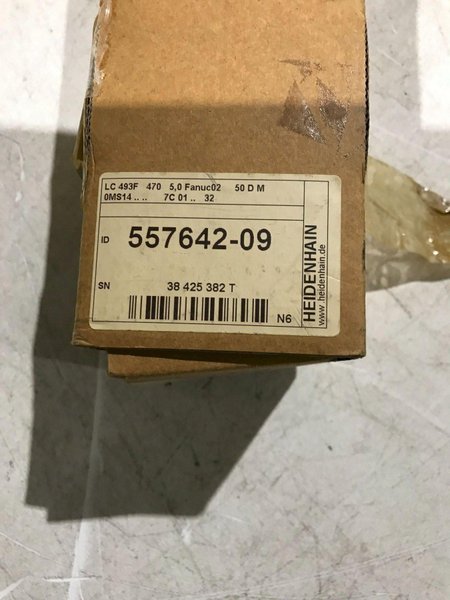 LC 493F 470 5,0 Fanuc02 50 D M
0MS14 .. .. 7C 01 .. 32
ID 557642-09
SN 38 425 382 T
N6
HEIDENHAIN
www.heidenhain.de